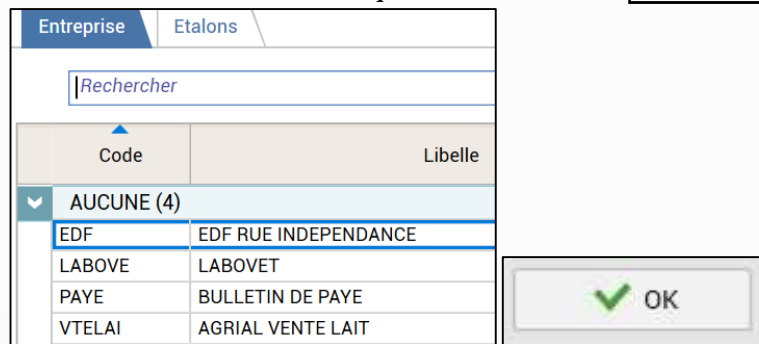 Entreprise Etalons
Rechercher
Code Libelle
AUCUNE (4)
EDF EDF RUE INDEPENDANCE
LABOVE LABOVET
PAYE BULLETIN DE PAYE
VTELAI AGRIAL VENTE LAIT
OK